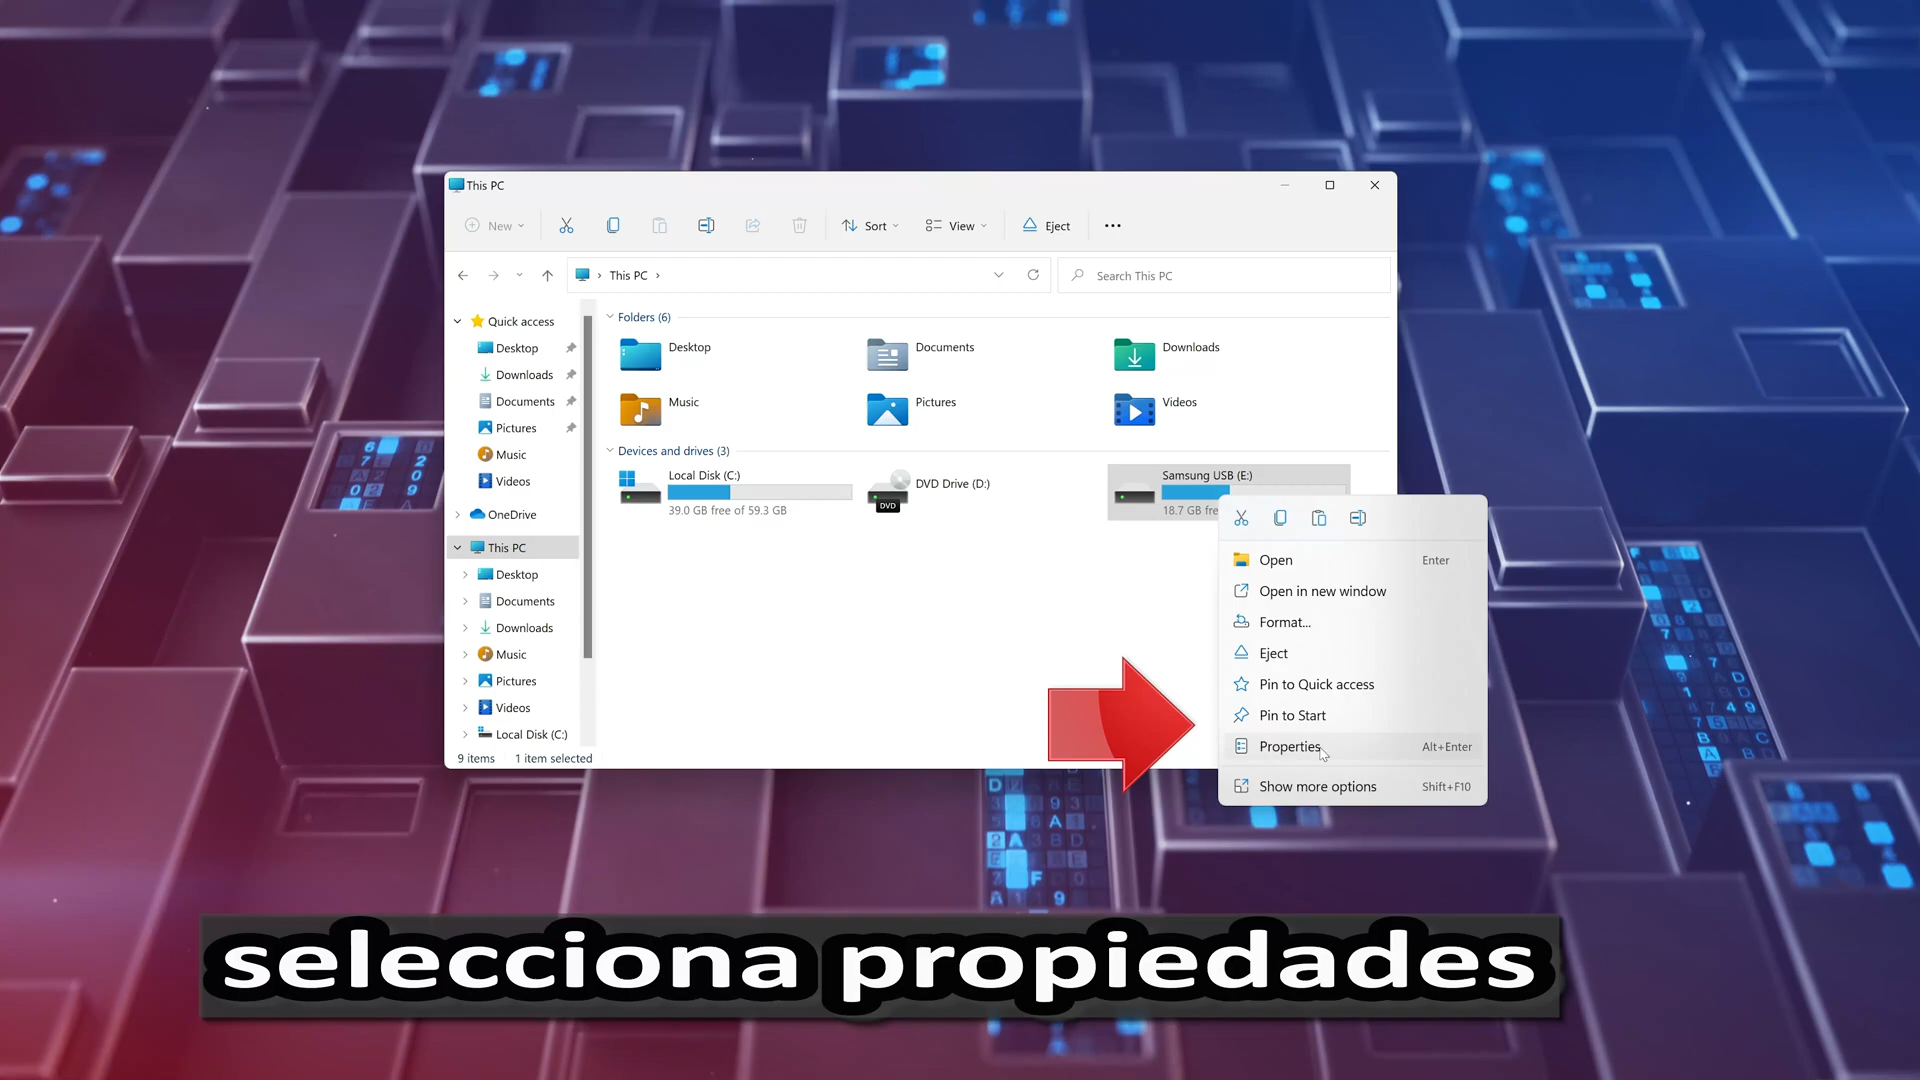 This PC
New
Sort
View
Eject
This PC
Search This PC
Quick access
Desktop
Downloads
Documents
Pictures
Music
Videos
OneDrive
This PC
Desktop
Documents
Downloads
Music
Pictures
Videos
Local Disk (C:)
Folders (6)
Desktop
Documents
Downloads
Music
Pictures
Videos
Devices and drives (3)
Local Disk (C:)
39.0 GB free of 59.3 GB
DVD
DVD Drive (D:)
Samsung USB (E:)
18.7 GB fre
Open Enter
Open in new window
Format...
Eject
Pin to Quick access
Pin to Start
Properties Alt+Enter
Show more options Shift+F10
9 items 1 item selected
selecciona propiedades